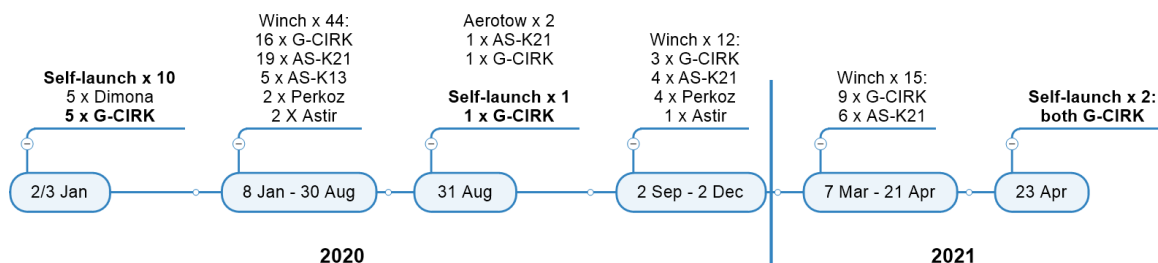 Self-launch x 10
5 x Dimona
5 x G-CIRK
2/3 Jan
Winch x 44:
16 x G-CIRK
19 x AS-K21
5 x AS-K13
2 x Perkoz
2 X Astir
8 Jan - 30 Aug
Aerotow x 2
1 x AS-K21
1 x G-CIRK
Self-launch x 1
1 x G-CIRK
31 Aug
Winch x 12:
3 x G-CIRK
4 x AS-K21
4 x Perkoz
1 x Astir
2 Sep - 2 Dec
Winch x 15:
9 x G-CIRK
6 x AS-K21
7 Mar - 21 Apr
Self-launch x 2:
both G-CIRK
23 Apr
2020
2021